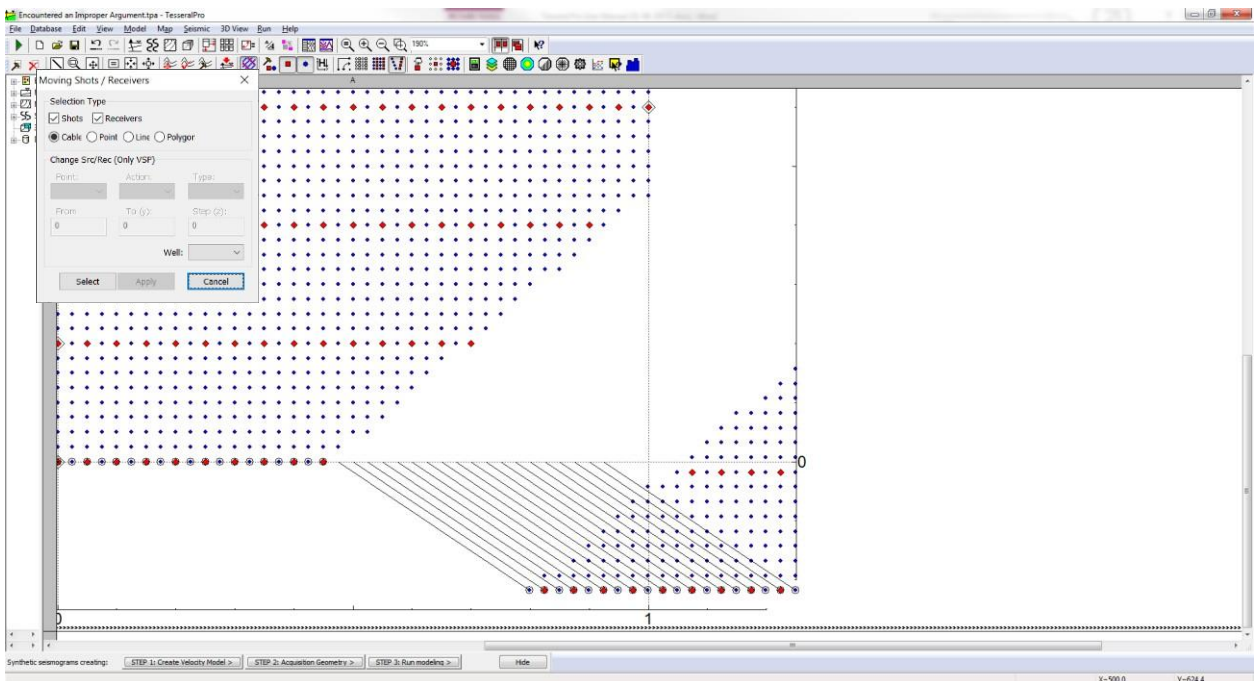 Encountered an Improper Argument.tpa - TesseralPro
File Database Edit View Model Map Seismic 3D View Run Help
190%
A
Moving Shots / Receivers
Selection Type
Shots Receivers
Cable Point Line Polygor
Change Src/Rec (Only VSP)
Point: Action: Type:
From To (y): Step (z):
0 0 0
Well:
Select Apply Cancel
0
0 1
Synthetic seismograms creating: STEP 1: Create Velocity Model > STEP 2: Acquisition Geometry > STEP 3: Run modeling > Hide
X=500.0 Y=624.4